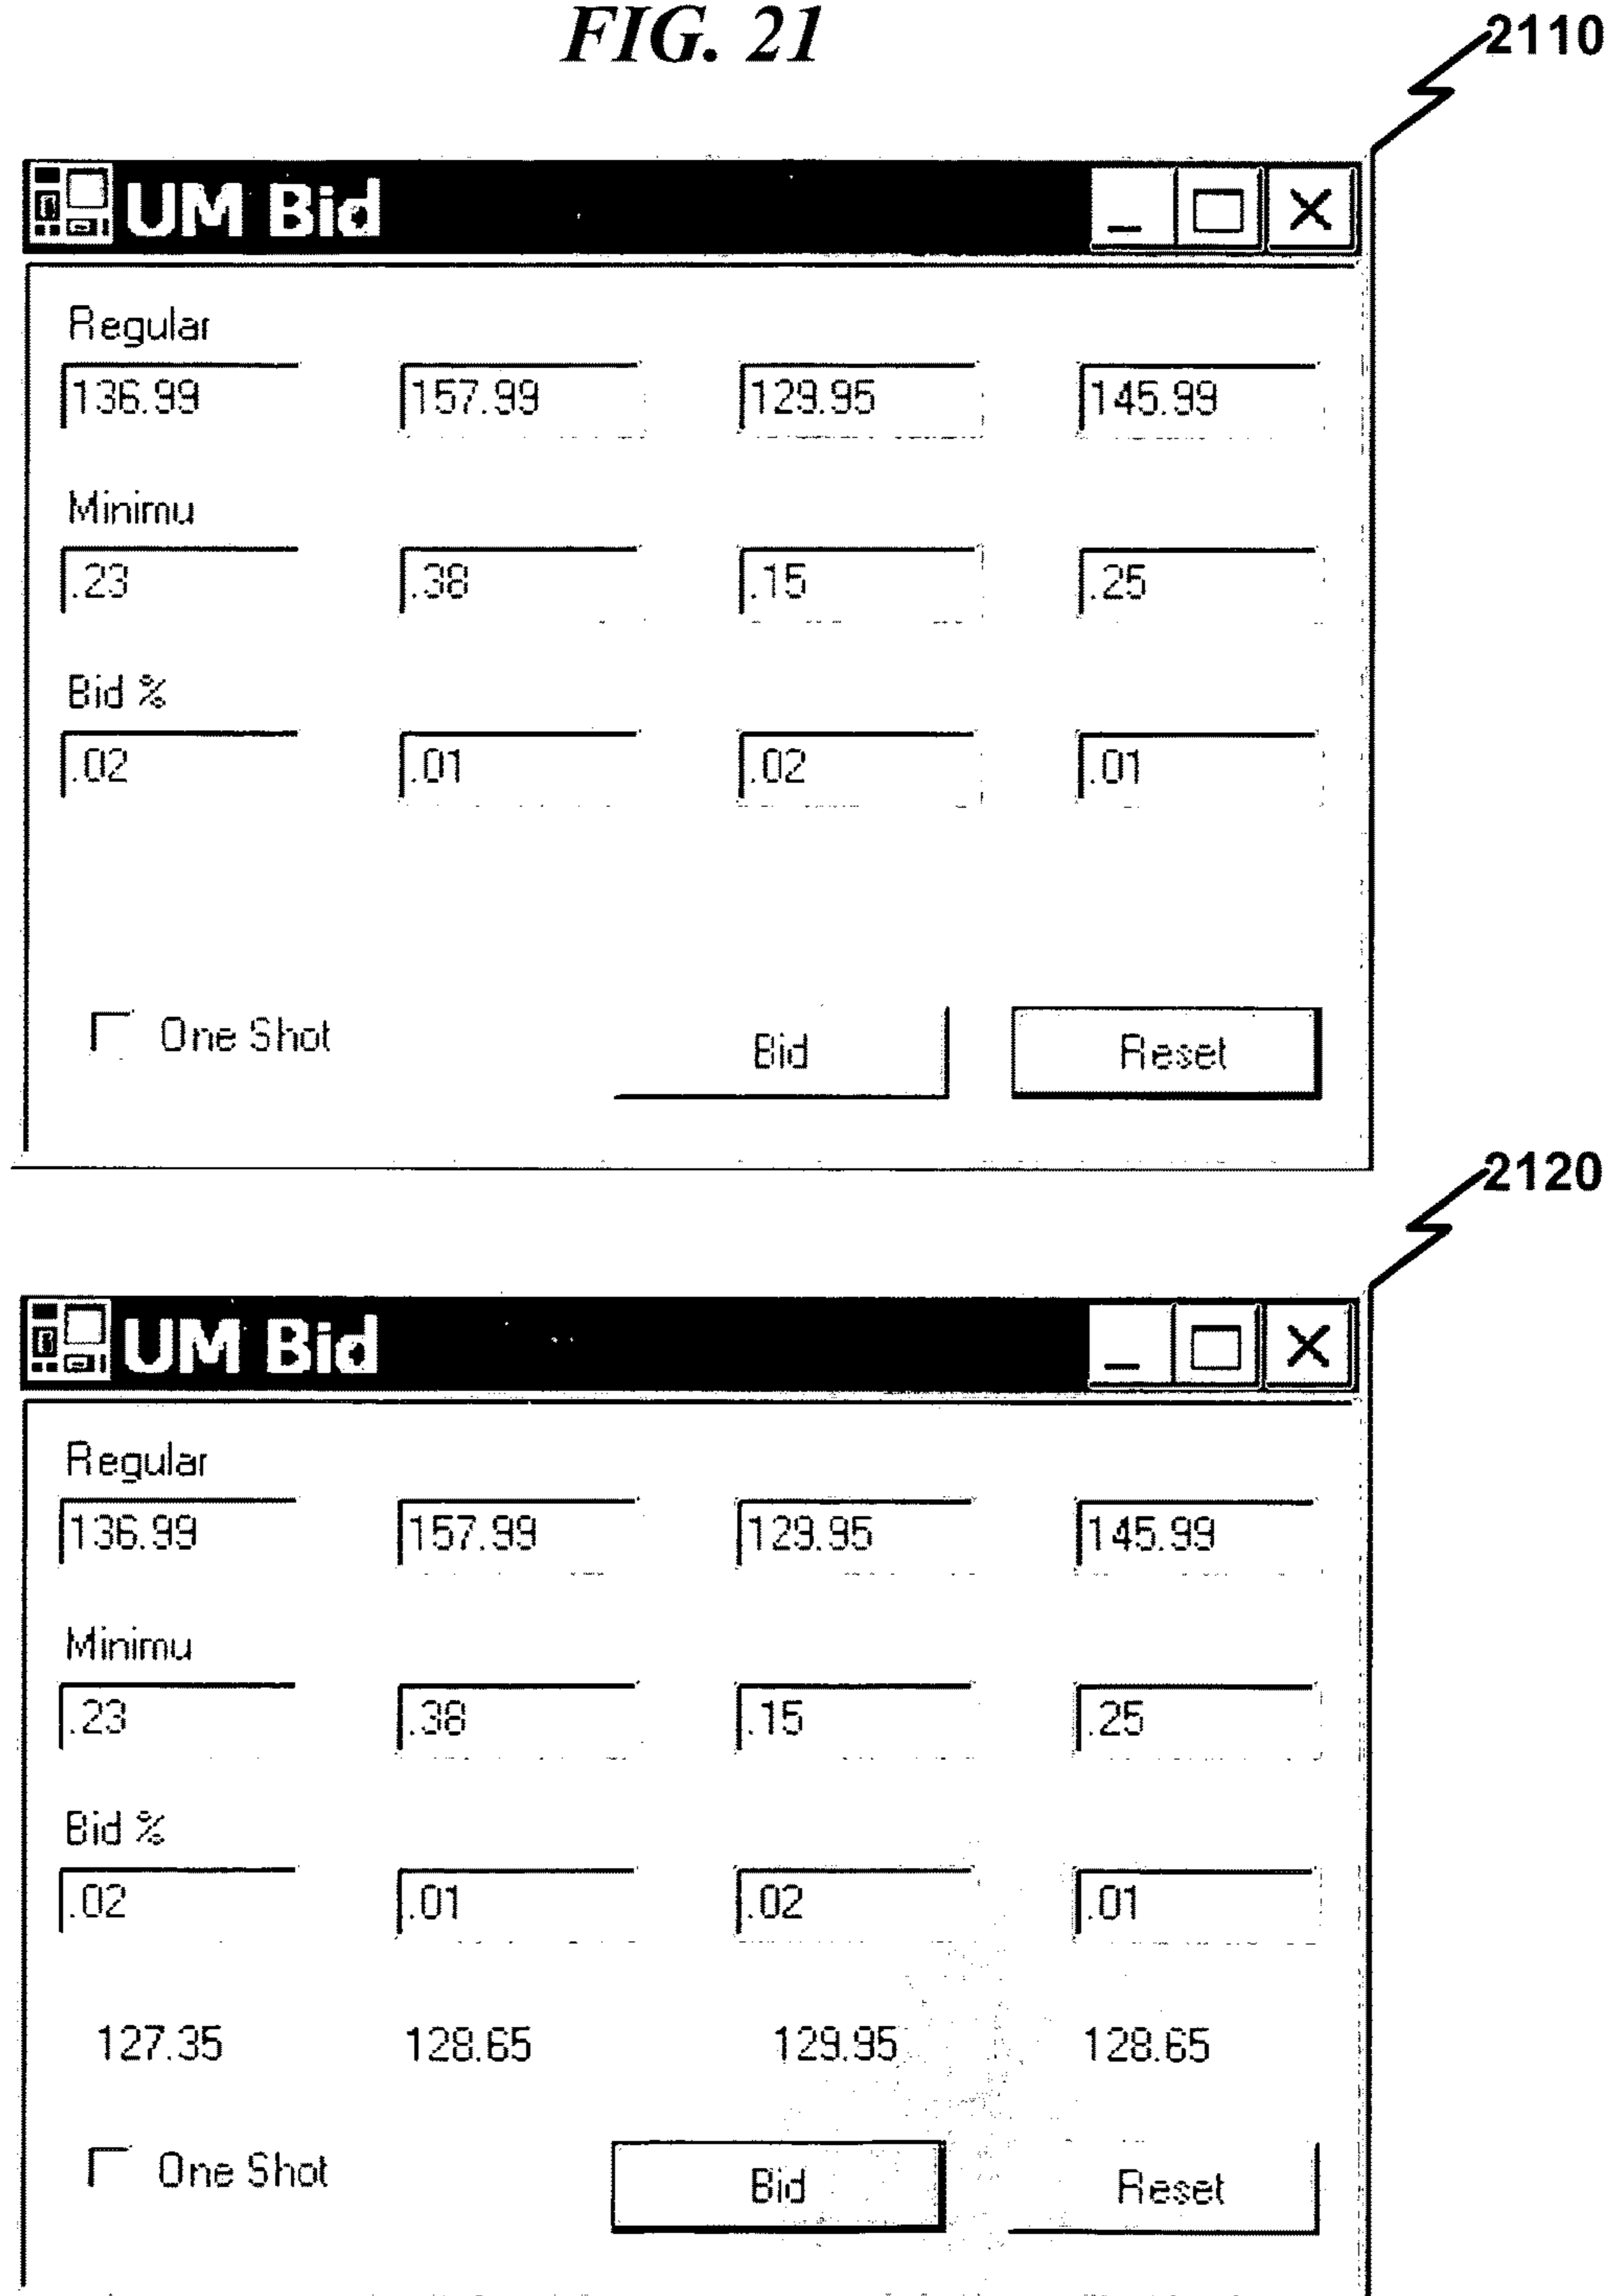 FIG. 21
2110
UM Bid
Regular
136.99 157.99 129.95 145.99
Minimu
.23 .38 .15 .25
Bid %
.02 .01 .02 .01
One Shot Bid Reset
2120
UM Bid
Regular
136.99 157.99 129.95 145.99
Minimu
.23 .38 .15 .25
Bid %
.02 .01 .02 .01
127.35 128.65 129.95 128.65
One Shot Bid Reset